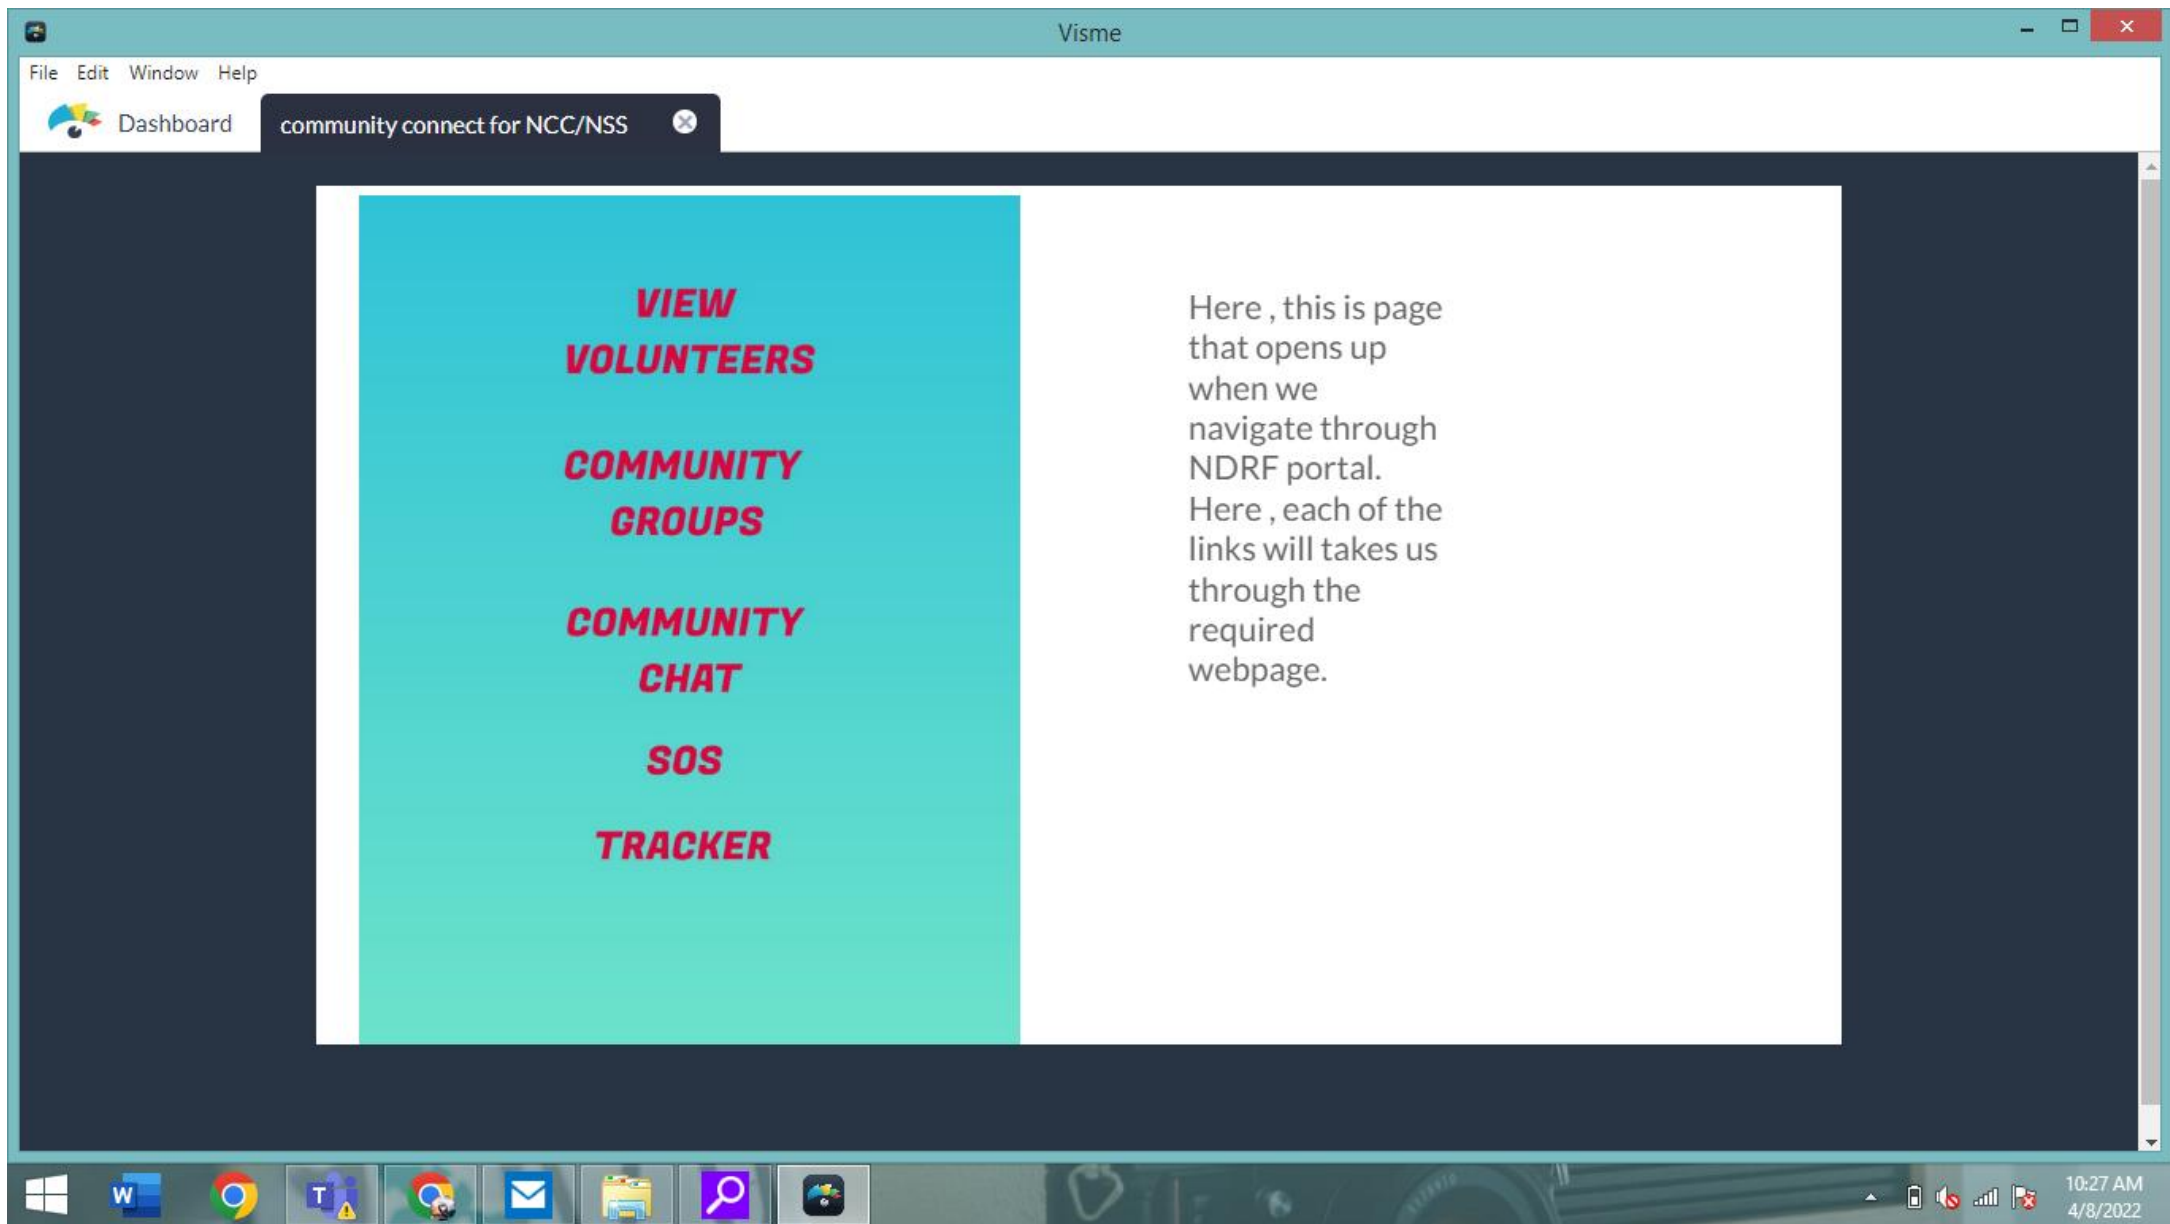 Visme
File Edit Window Help
Dashboard community connect for NCC/NSS
VIEW
VOLUNTEERS
COMMUNITY
GROUPS
COMMUNITY
CHAT
SOS
TRACKER
Here , this is page
that opens up
when we
navigate through
NDRF portal.
Here , each of the
links will takes us
through the
required
webpage.
10:27 AM
4/8/2022